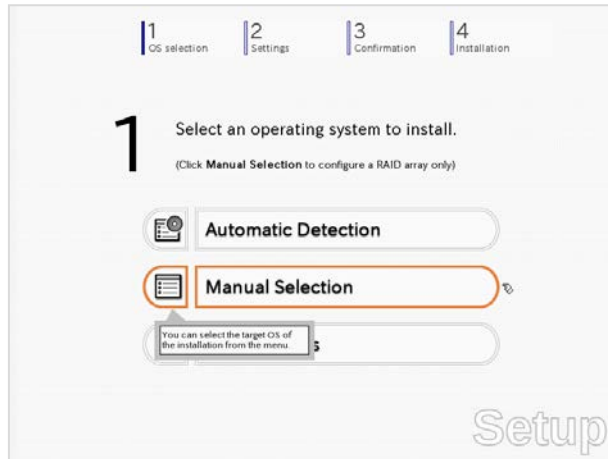 1
OS selection
2
Settings
3
Confirmation
4
Installation
1
Select an operating system to install.
(Click Manual Selection to configure a RAID array only)
Automatic Detection
Manual Selection
You can select the target OS of
the installation from the menu.
Setup